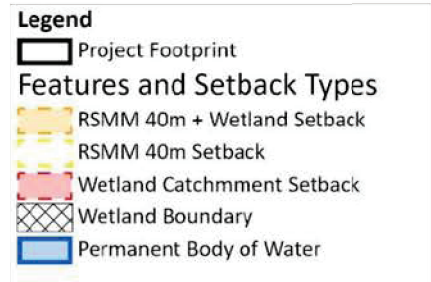 Legend
Project Footprint
Features and Setback Types
RSMM 40m + Wetland Setback
RSMM 40m Setback
Wetland Catchmment Setback
Wetland Boundary
Permanent Body of Water